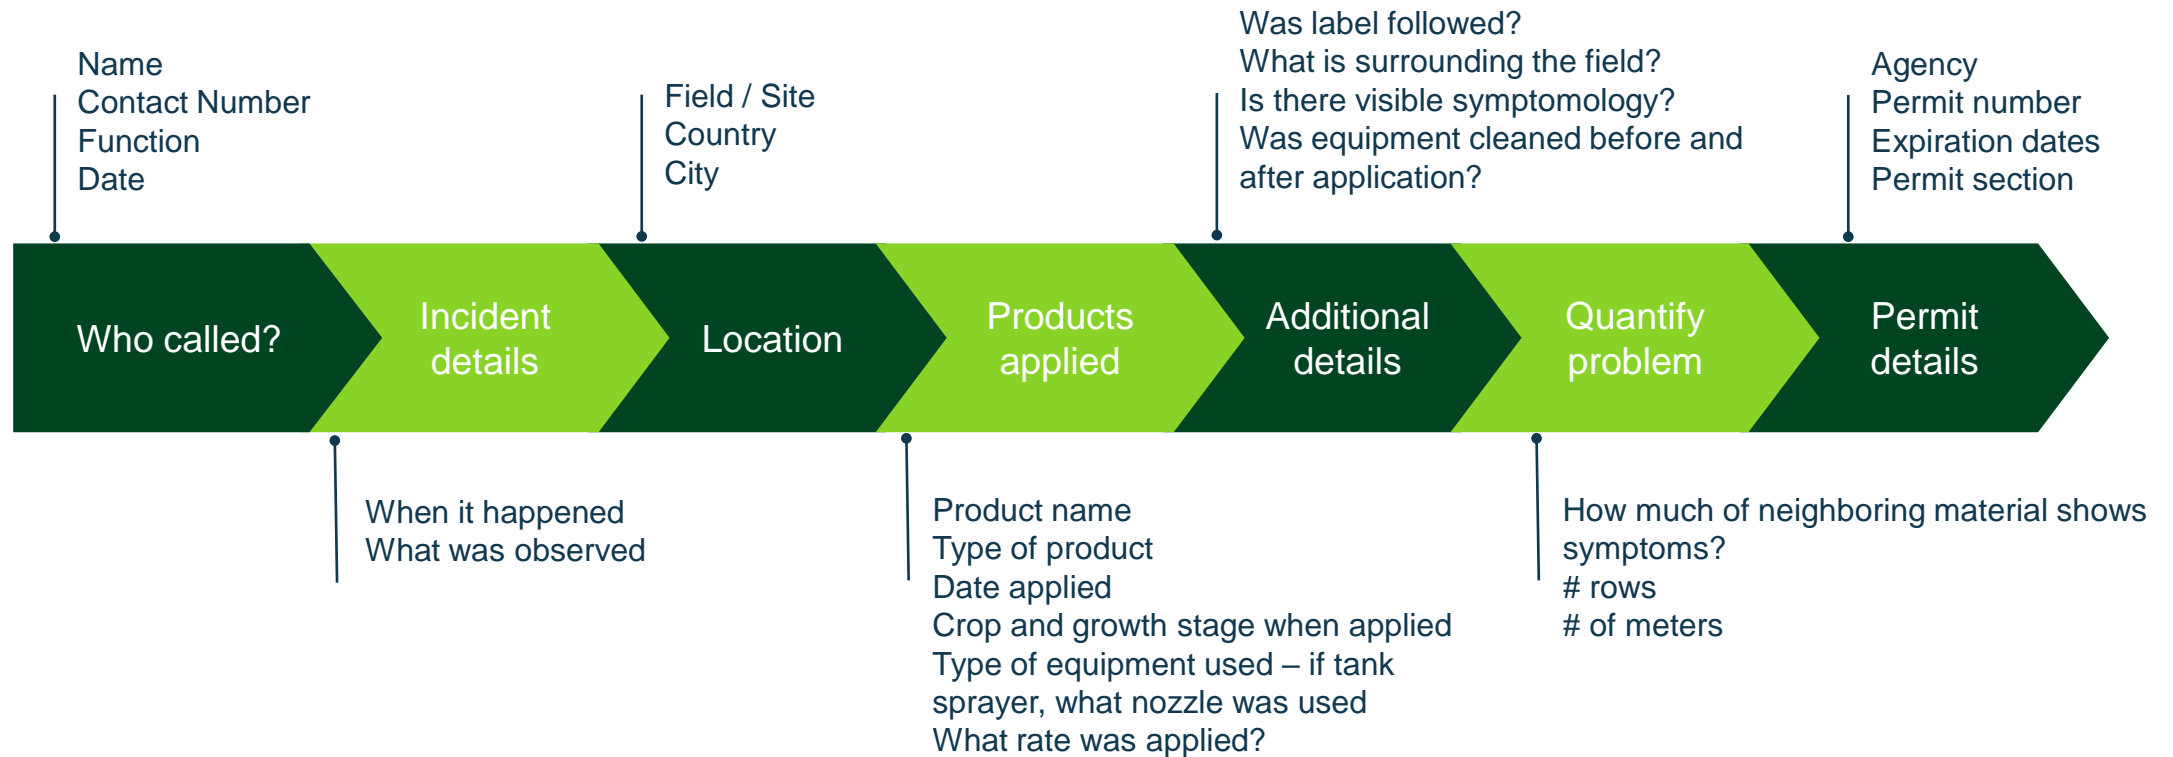 Name
Contact Number
Function
Date
Field / Site
Country
City
Was label followed?
What is surrounding the field?
Is there visible symptomology?
Was equipment cleaned before and
after application?
Agency
Permit number
Expiration dates
Permit section
Who called?
Incident
details
Location
Products
applied
Additional
details
Quantify
problem
Permit
details
When it happened
What was observed
Product name
Type of product
Date applied
Crop and growth stage when applied
Type of equipment used – if tank
sprayer, what nozzle was used
What rate was applied?
How much of neighboring material shows
symptoms?
# rows
# of meters